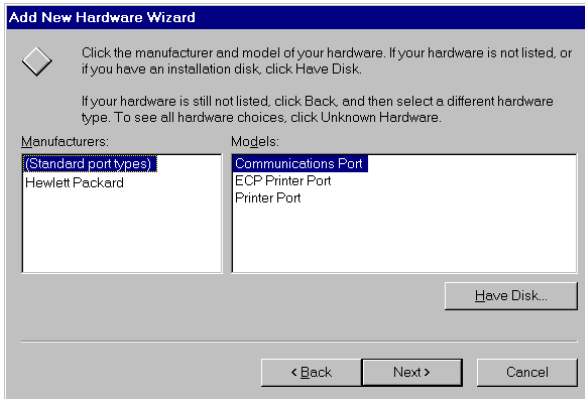 Add New Hardware Wizard
Click the manufacturer and model of your hardware. If your hardware is not listed, or
if you have an installation disk, click Have Disk.
If your hardware is still not listed, click Back, and then select a different hardware
type. To see all hardware choices, click Unknown Hardware.
Manufacturers:
(Standard port types)
Hewlett Packard
Models:
Communications Port
ECP Printer Port
Printer Port
Have Disk...
< Back
Next >
Cancel